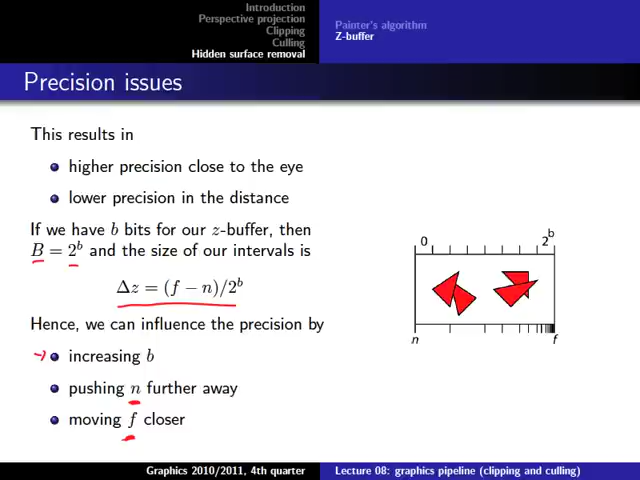 Introduction
Perspective projection
Clipping
Culling
Hidden surface removal
Painter's algorithm
Z-buffer
Precision issues
This results in
higher precision close to the eye
lower precision in the distance
If we have b bits for our z-buffer, then
B = 2^b and the size of our intervals is
Δz = (f − n)/2^b
Hence, we can influence the precision by
increasing b
pushing n further away
moving f closer
0 2^b
n f
Graphics 2010/2011, 4th quarter
Lecture 08: graphics pipeline (clipping and culling)